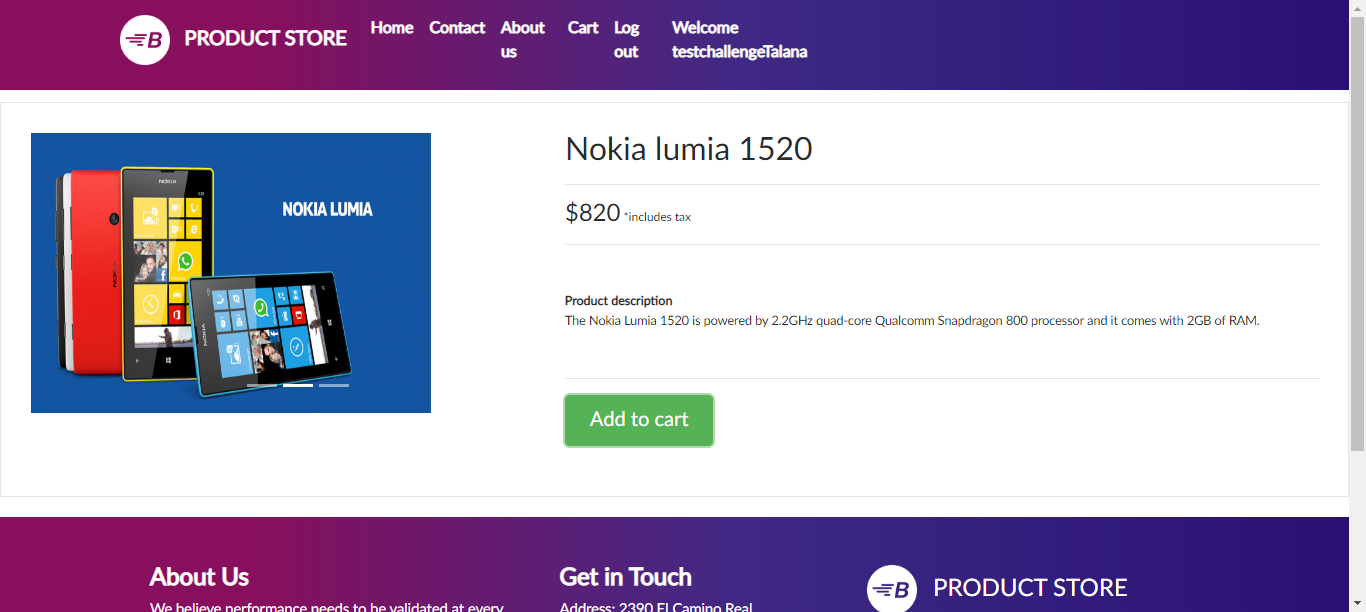 B PRODUCT STORE Home Contact About us Cart Log out Welcome testchallengeTalana
Nokia lumia 1520
$820 *includes tax
NOKIA LUMIA
NOKIA
NOKIA
NOKIA
Product description
The Nokia Lumia 1520 is powered by 2.2GHz quad-core Qualcomm Snapdragon 800 processor and it comes with 2GB of RAM.
Add to cart
About Us
We believe performance needs to be validated at every
Get in Touch
Address: 2390 El Camino Real
B PRODUCT STORE